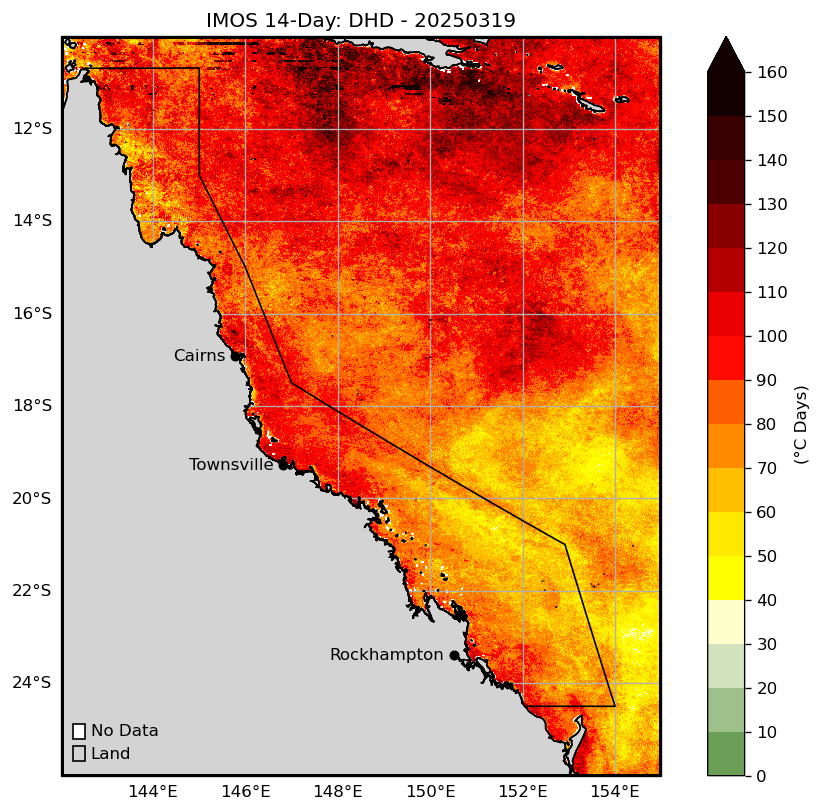 IMOS 14-Day: DHD - 20250319
12°S
14°S
16°S
18°S
20°S
22°S
24°S
Cairns
Townsville
Rockhampton
No Data
Land
144°E 146°E 148°E 150°E 152°E 154°E
160
150
140
130
120
110
100
90
80
70
60
50
40
30
20
10
0
(°C Days)